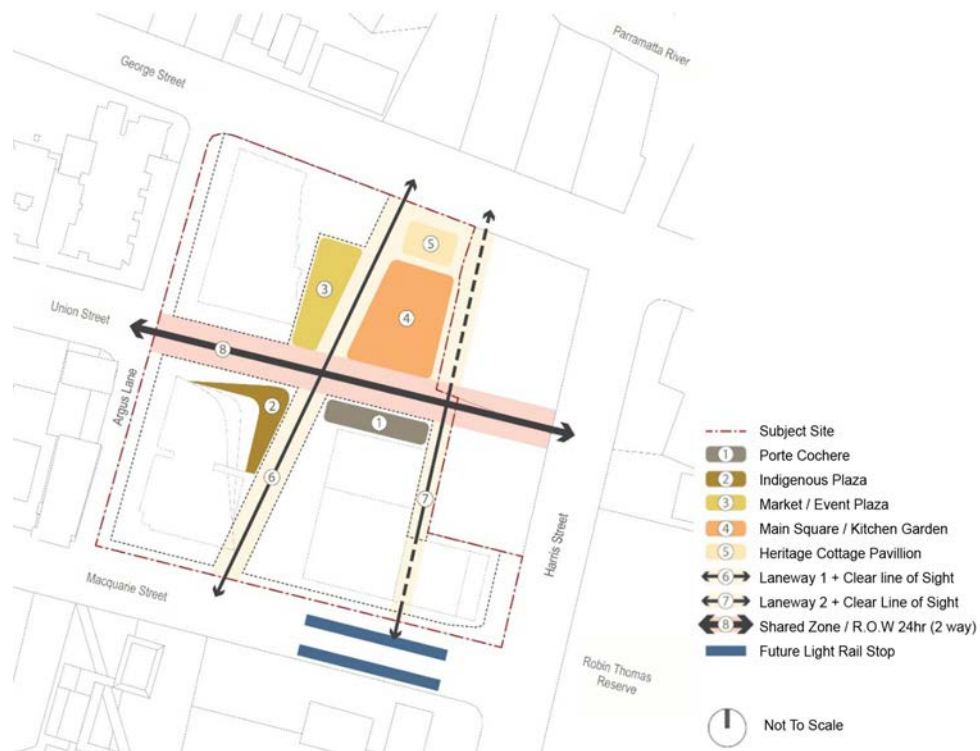 Parramatta River
George Street
5
3
4
Union Street
8
Argus Lane
2
1
6
7
Macquarie Street
Harris Street
Robin Thomas
Reserve
Subject Site
1 Porte Cochere
2 Indigenous Plaza
3 Market / Event Plaza
4 Main Square / Kitchen Garden
5 Heritage Cottage Pavillion
6 Laneway 1 + Clear line of Sight
7 Laneway 2 + Clear Line of Sight
8 Shared Zone / R.O.W 24hr (2 way)
Future Light Rail Stop
Not To Scale